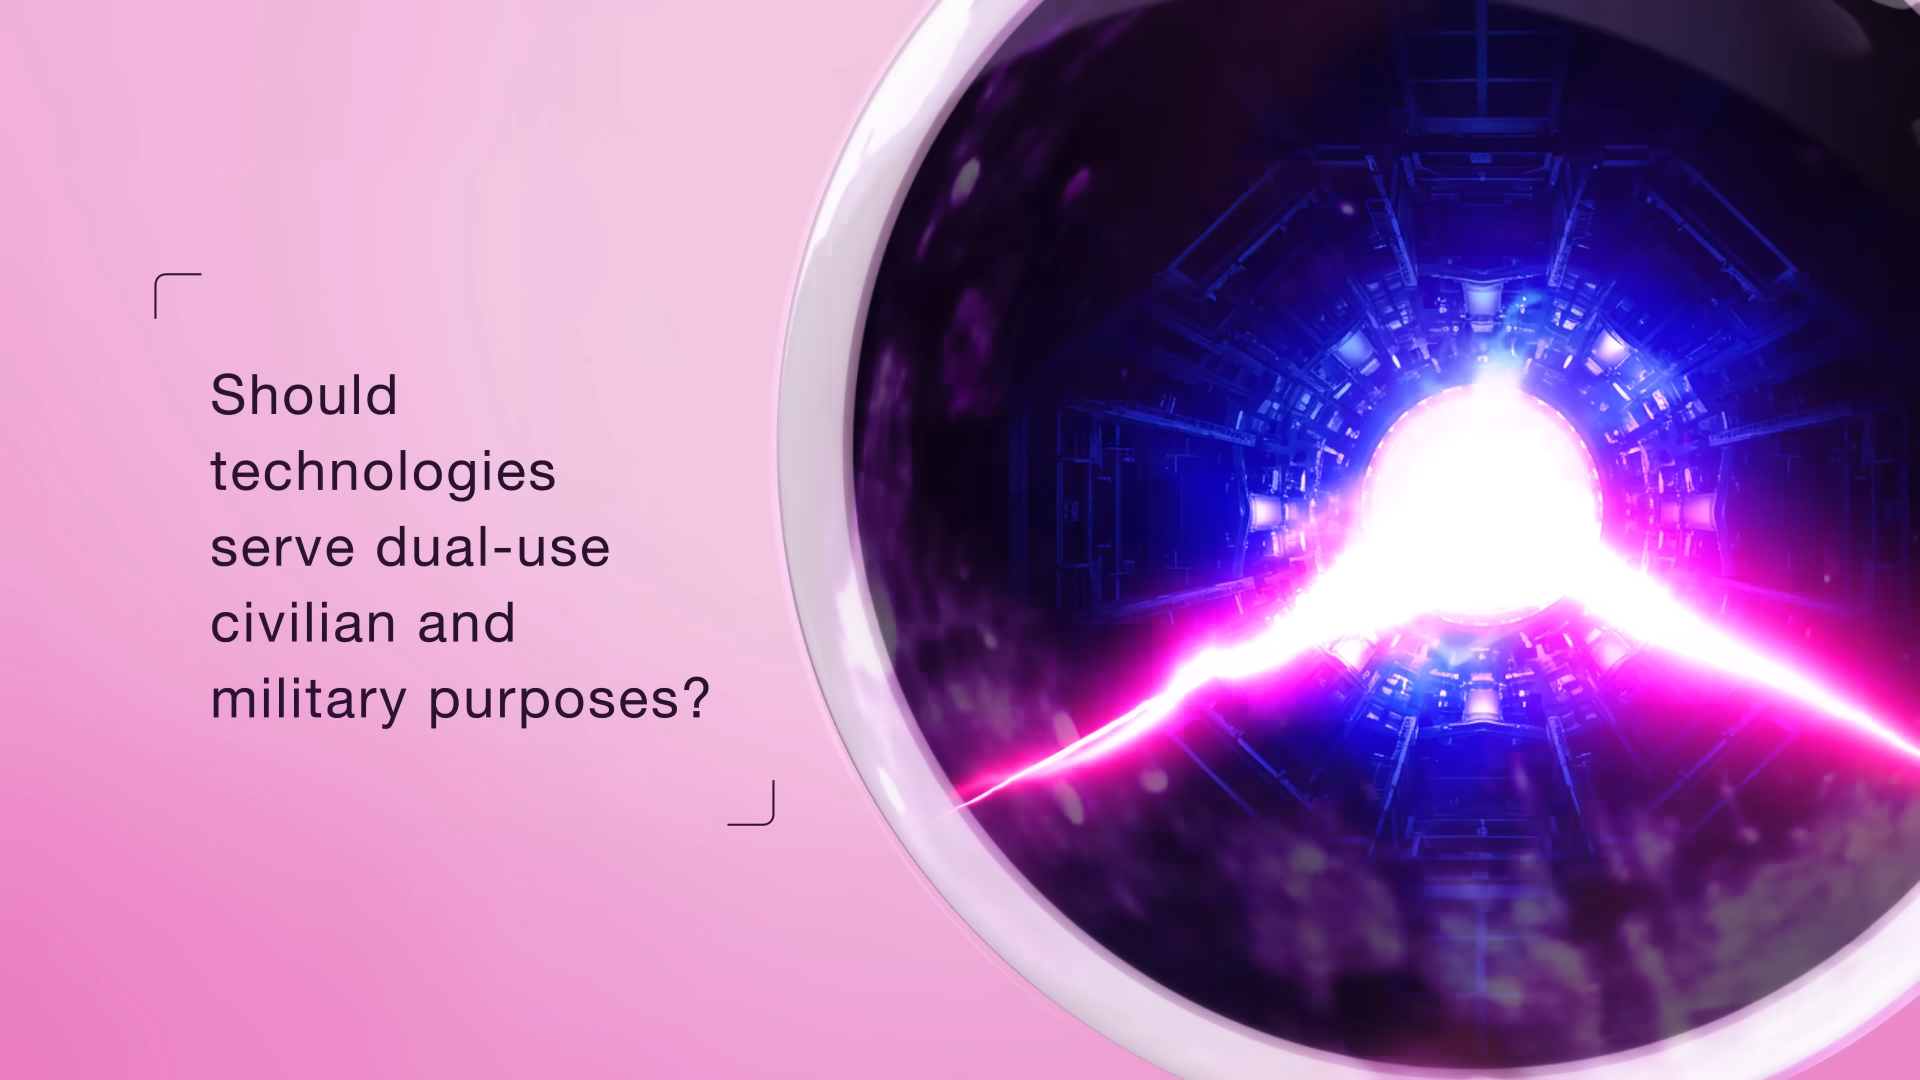 Should
technologies
serve dual-use
civilian and
military purposes?